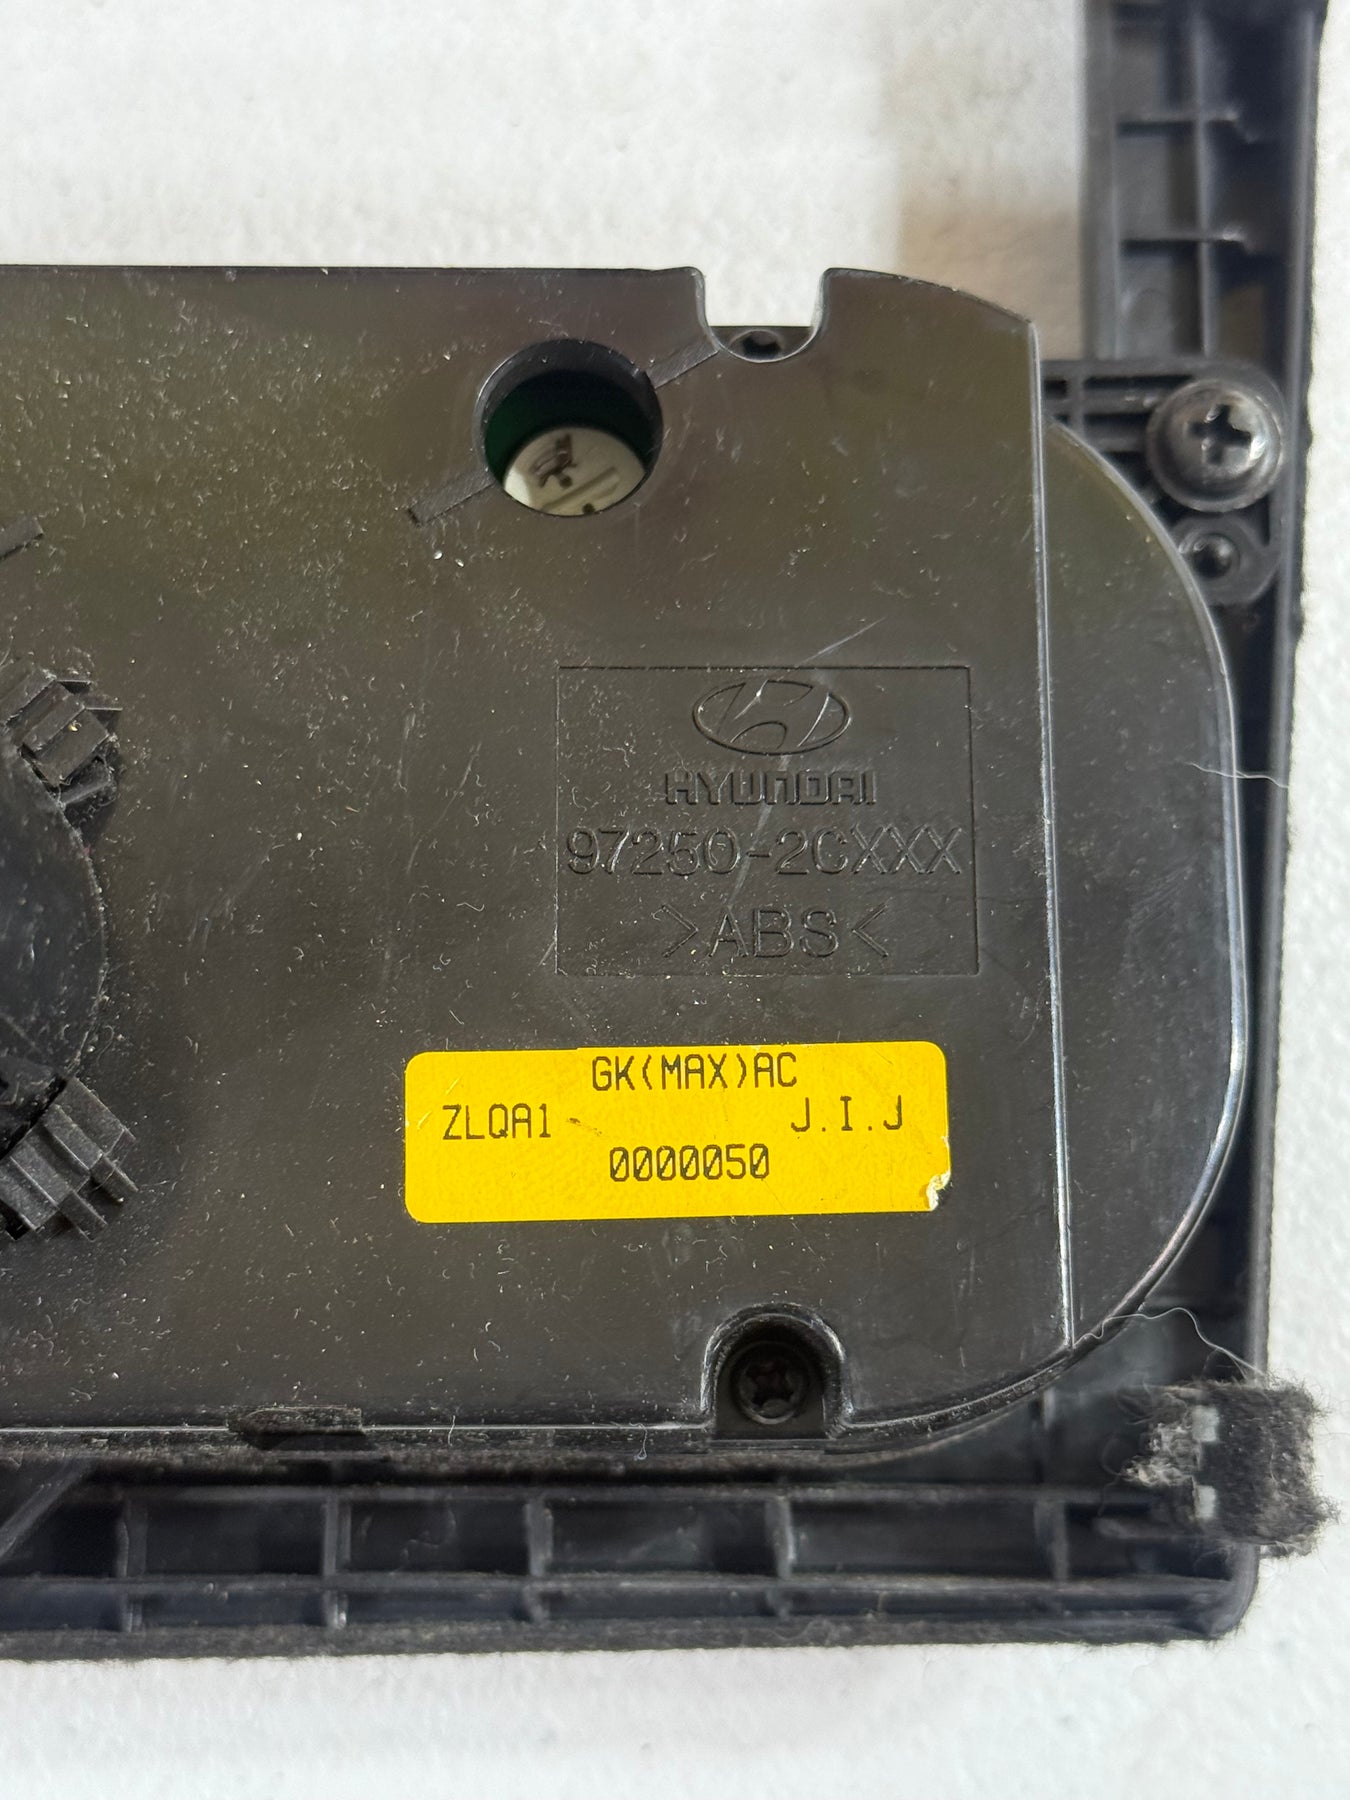 HYUNDAI
97250-2CXXX
>ABS<
GK(MAX)AC
ZLQA1 J.I.J
0000050